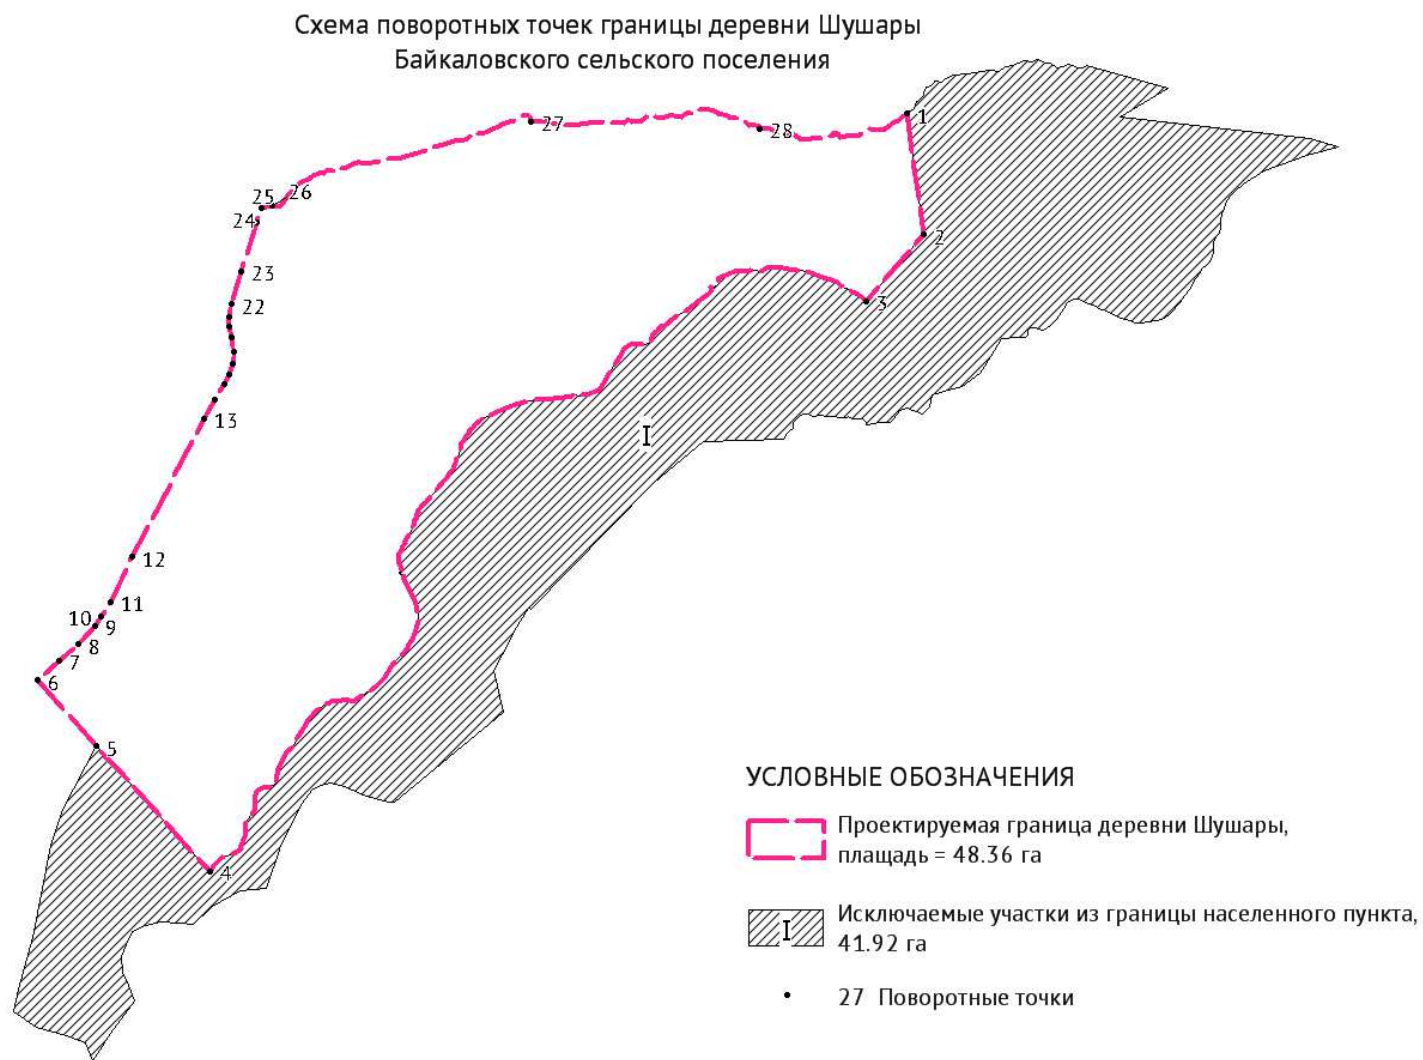 Схема поворотных точек границы деревни Шушары
Байкаловского сельского поселения
1
27
28
26
25
24
2
23
3
22
13
I
12
11
10
9
8
7
6
5
4
УСЛОВНЫЕ ОБОЗНАЧЕНИЯ
Проектируемая граница деревни Шушары,
плащадь = 48.36 га
I
Исключаемые участки из границы населенного пункта,
41.92 га
27 Поворотные точки